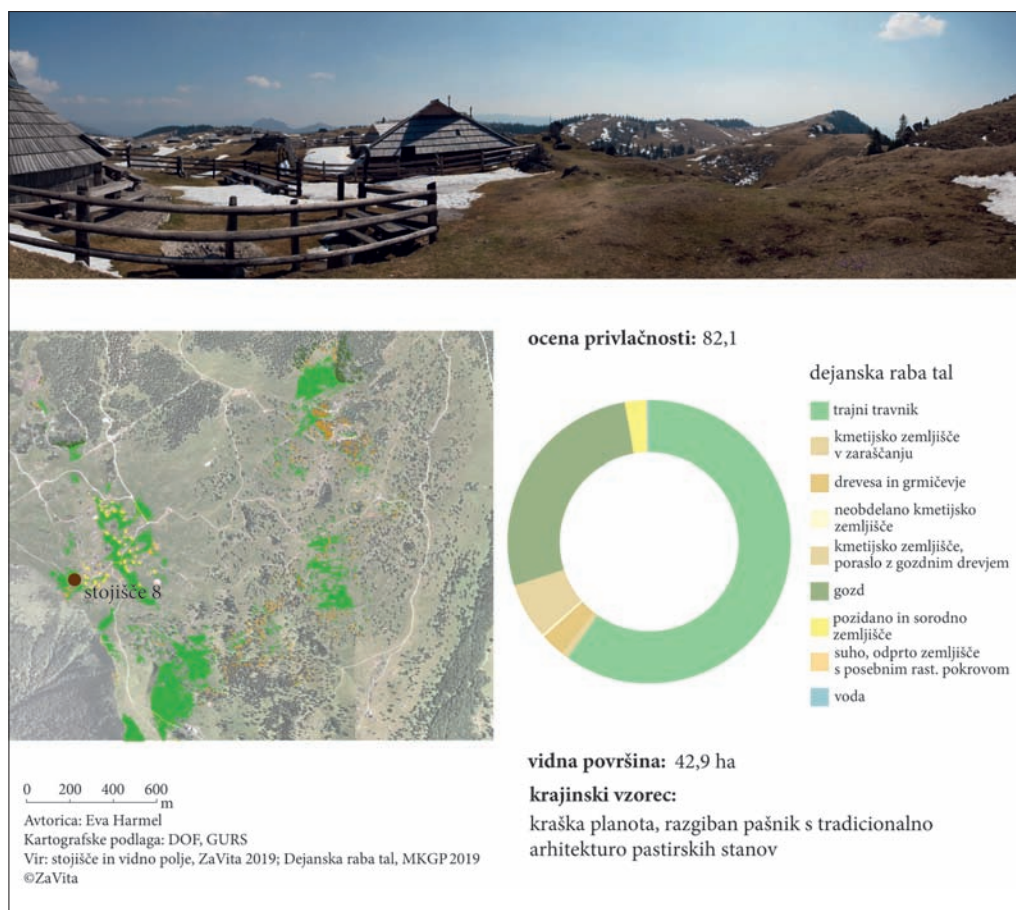 ocena privlačnosti: 82,1
dejanska raba tal
trajni travnik
kmetijsko zemljišče
v zaraščanju
drevesa in grmičevje
neobdelano kmetijsko
zemljišče
kmetijsko zemljišče,
poraslo z gozdnim drevjem
gozd
pozidano in sorodno
zemljišče
suho, odprto zemljišče
s posebnim rast. pokrovom
voda
stojišče 8
vidna površina: 42,9 ha
krajinski vzorec:
kraška planota, razgiban pašnik s tradicionalno
arhitekturo pastirskih stanov
0 200 400 600
m
Avtorica: Eva Harmel
Kartografske podlaga: DOF, GURS
Vir: stojišče in vidno polje, ZaVita 2019; Dejanska raba tal, MKGP 2019
©ZaVita